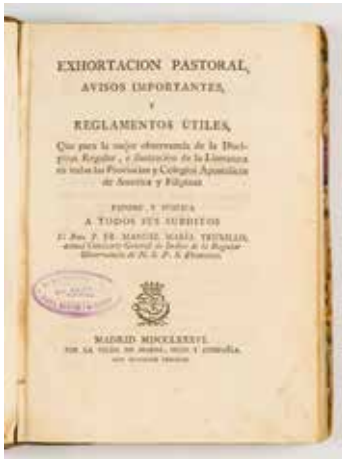 EXHORTACION PASTORAL,
AVISOS IMPORTANTES,
Y
REGLAMENTOS ÚTILES,
Que para la mejor observancia de la Disci-
plina Regular, é ilustracion de la Literatura
en todas las Provincias y Colegios Apostólicos
de America y Filipinas
EXPONE Y PUBLICA
A TODOS SUS SUBDITOS
El Rmo. P. FR. MANUEL MARÍA TRUXILLO,
actual Comisario General de Indias de la Regular
Observancia de N. S. P. S. Francisco.
MADRID MDCCLXXXVI.
POR LA VIUDA DE IBARRA, HIJOS Y COMPAÑÍA.